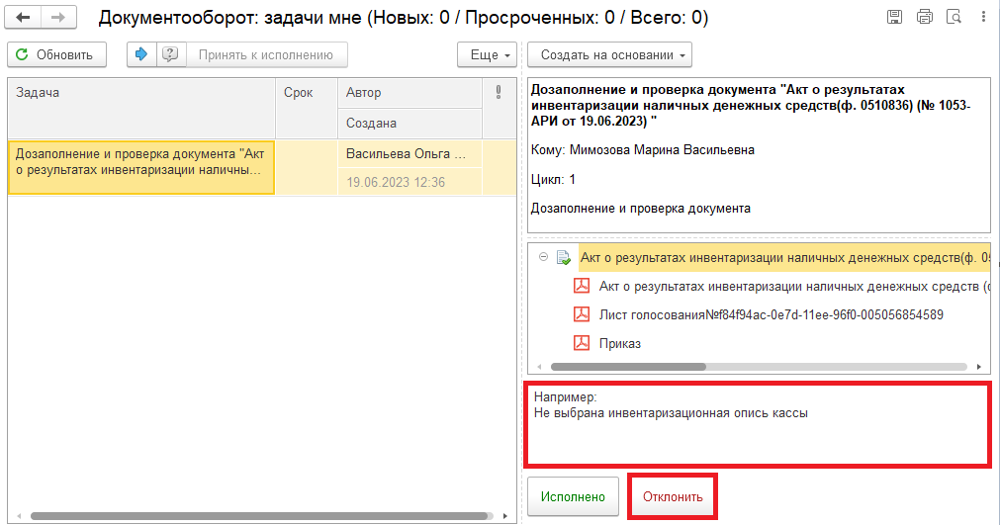 Документооборот: задачи мне (Новых: 0 / Просроченных: 0 / Всего: 0)
Обновить
Принять к исполнению
Еще
Создать на основании
Задача
Срок
Автор
Создана
Дозаполнение и проверка документа "Акт
о результатах инвентаризации наличны...
Васильева Ольга ...
19.06.2023 12:36
Дозаполнение и проверка документа "Акт о результатах
инвентаризации наличных денежных средств(ф. 0510836) (№ 1053-
АРИ от 19.06.2023) "
Кому: Мимозова Марина Васильевна
Цикл: 1
Дозаполнение и проверка документа
Акт о результатах инвентаризации наличных денежных средств(ф. 05
Акт о результатах инвентаризации наличных денежных средств (ф
Лист голосования№f84f94ac-0e7d-11ee-96f0-005056854589
Приказ
Например:
Не выбрана инвентаризационная опись кассы
Исполнено
Отклонить